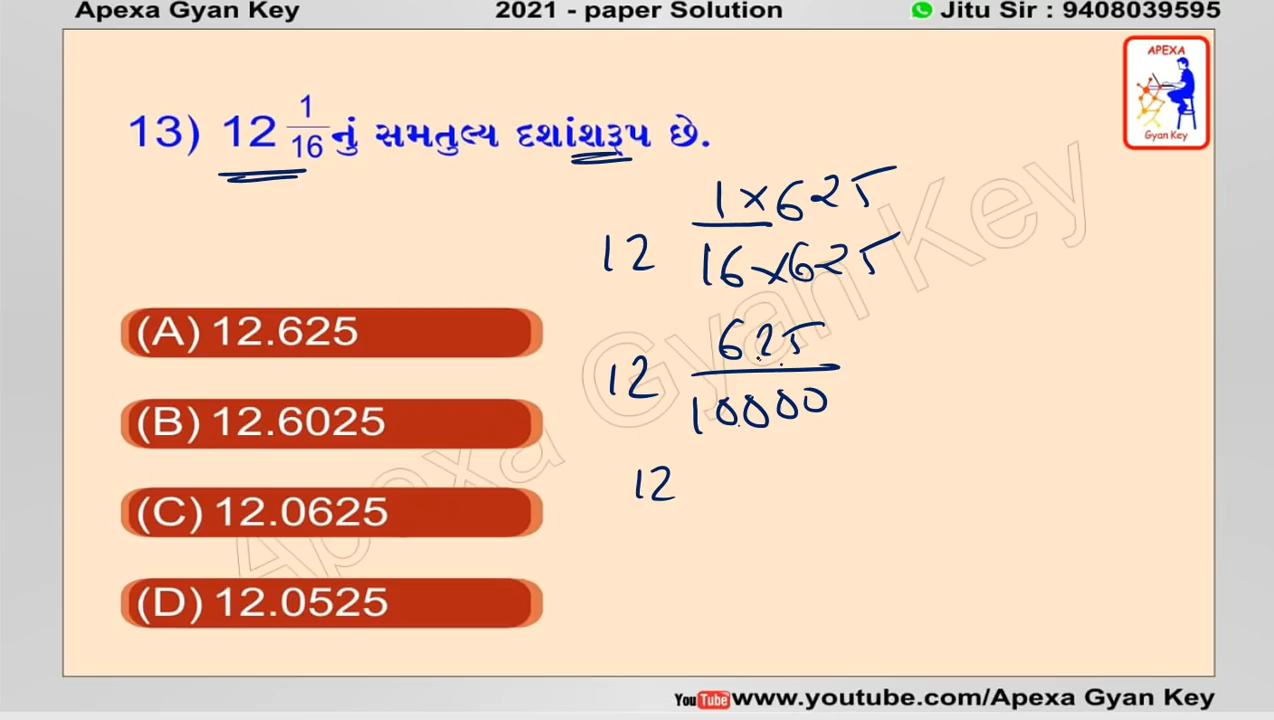 Apexa Gyan Key 2021 - paper Solution Jitu Sir : 9408039595
APEXA
Gyan Key
13) 12 1/16 નું સમતુલ્ય દશાંશરૂપ છે.
12 1×625/16×625
(A) 12.625
12 625/10000
(B) 12.6025
12
(C) 12.0625
(D) 12.0525
Apexa Gyan Key
YouTube www.youtube.com/Apexa Gyan Key